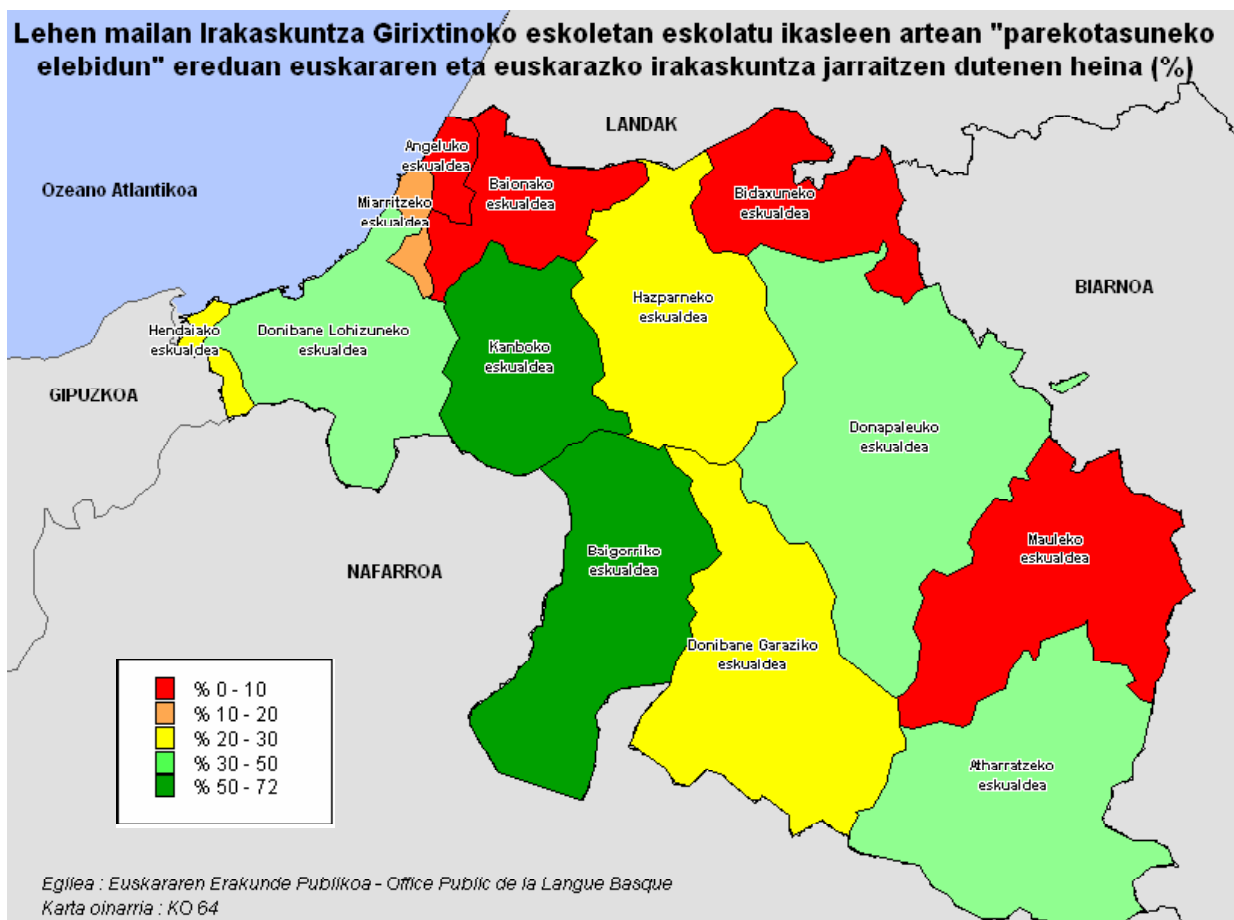 Lehen mailan Irakaskuntza Girixtinoko eskoletan eskolatu ikasleen artean "parekotasuneko
elebidun" ereduan euskararen eta euskarazko irakaskuntza jarraitzen dutenen heina (%)
LANDAK
Angeluko
eskualdea
Ozeano Atlantikoa
Baionako
eskualdea
Bidaxuneko
eskualdea
Miarritzeko
eskualdea
BIARNOA
Hazparneko
eskualdea
Hendaiako
eskualdea
Donibane Lohizuneko
eskualdea
Kanboko
eskualdea
GIPUZKOA
Donapaleuko
eskualdea
Mauleko
eskualdea
Baigorriko
eskualdea
NAFARROA
Donibane Garaziko
eskualdea
Atharratzeko
eskualdea
% 0 - 10
% 10 - 20
% 20 - 30
% 30 - 50
% 50 - 72
Egilea : Euskararen Erakunde Publikoa - Office Public de la Langue Basque
Karta oinarria : KO 64